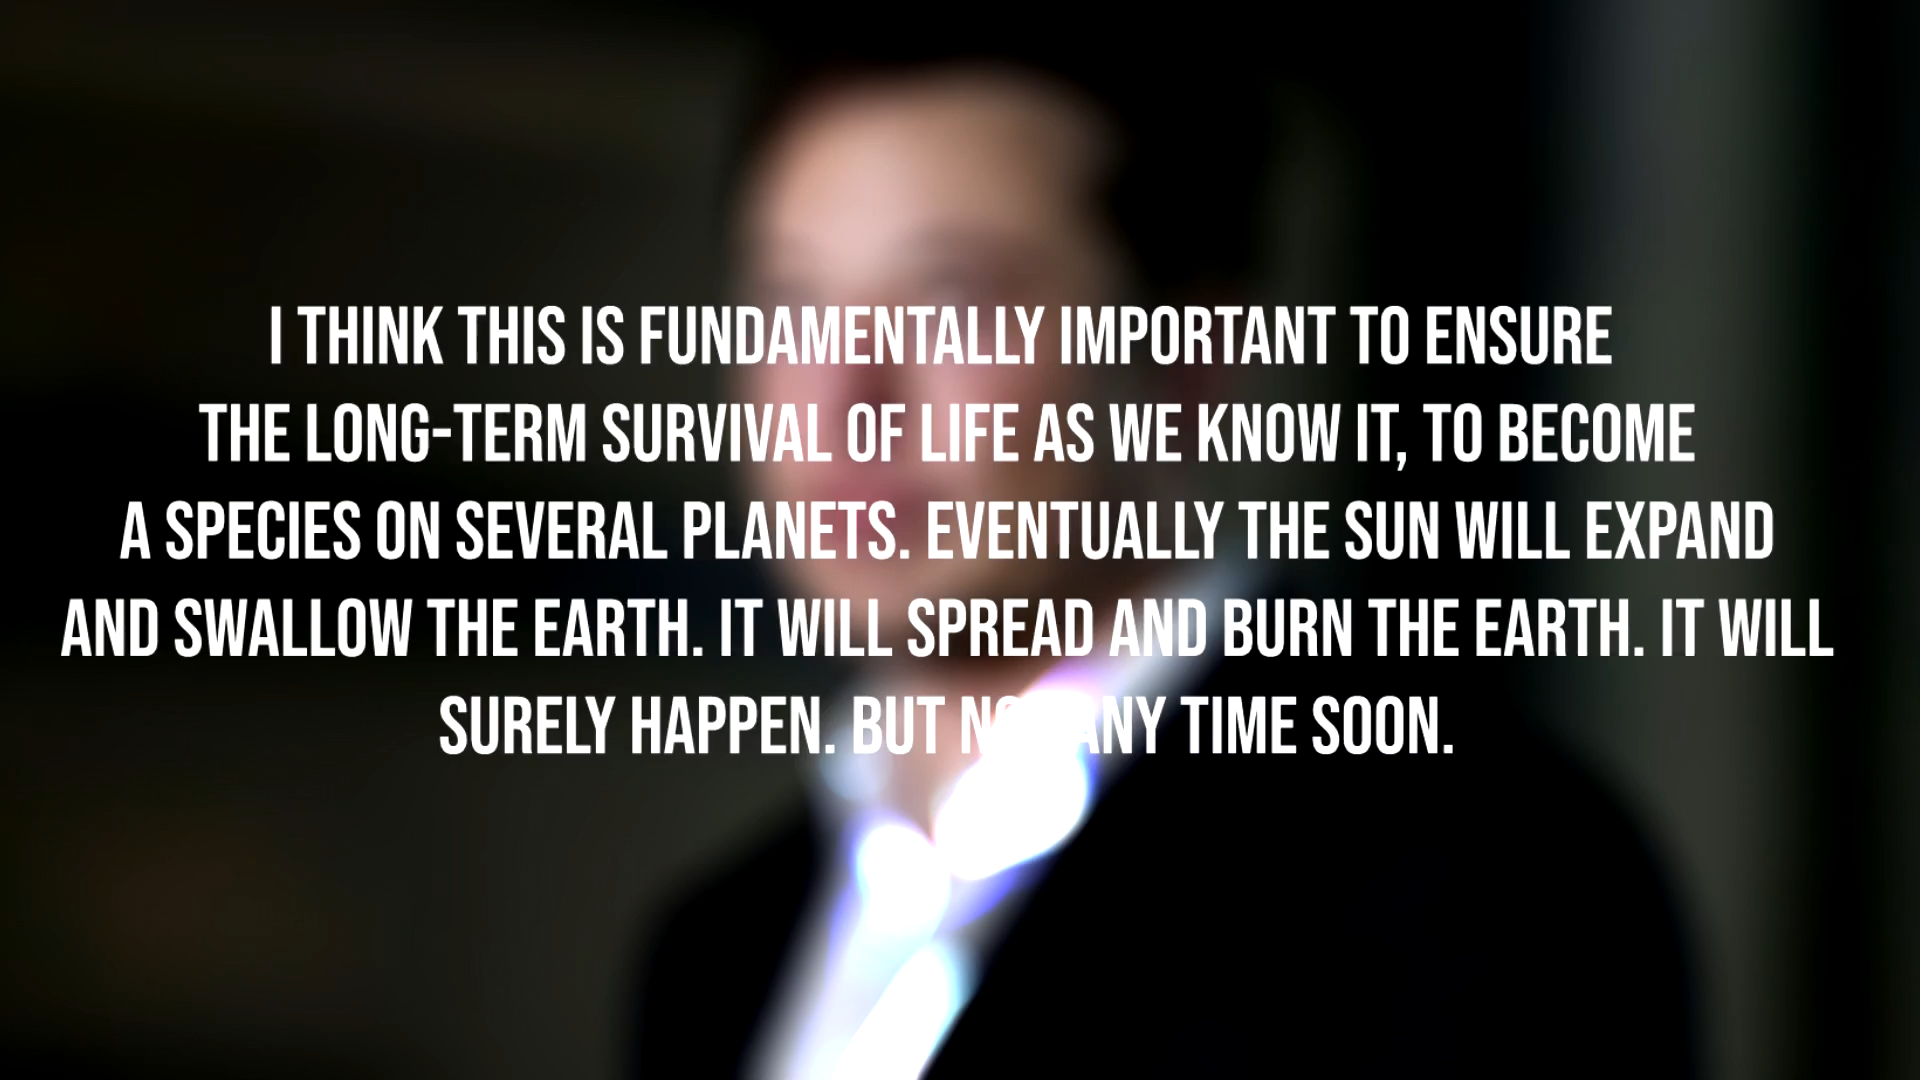 I THINK THIS IS FUNDAMENTALLY IMPORTANT TO ENSURE
THE LONG-TERM SURVIVAL OF LIFE AS WE KNOW IT, TO BECOME
A SPECIES ON SEVERAL PLANETS. EVENTUALLY THE SUN WILL EXPAND
AND SWALLOW THE EARTH. IT WILL SPREAD AND BURN THE EARTH. IT WILL
SURELY HAPPEN. BUT NOT ANY TIME SOON.